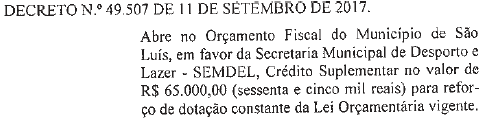 DECRETO N.º 49.507 DE 11 DE SETEMBRO DE 2017.
Abre no Orçamento Fiscal do Município de São
Luís, em favor da Secretaria Municipal de Desporto e
Lazer - SEMDEL, Crédito Suplementar no valor de
R$ 65.000,00 (sessenta e cinco mil reais) para refor-
ço de dotação constante da Lei Orçamentária vigente.